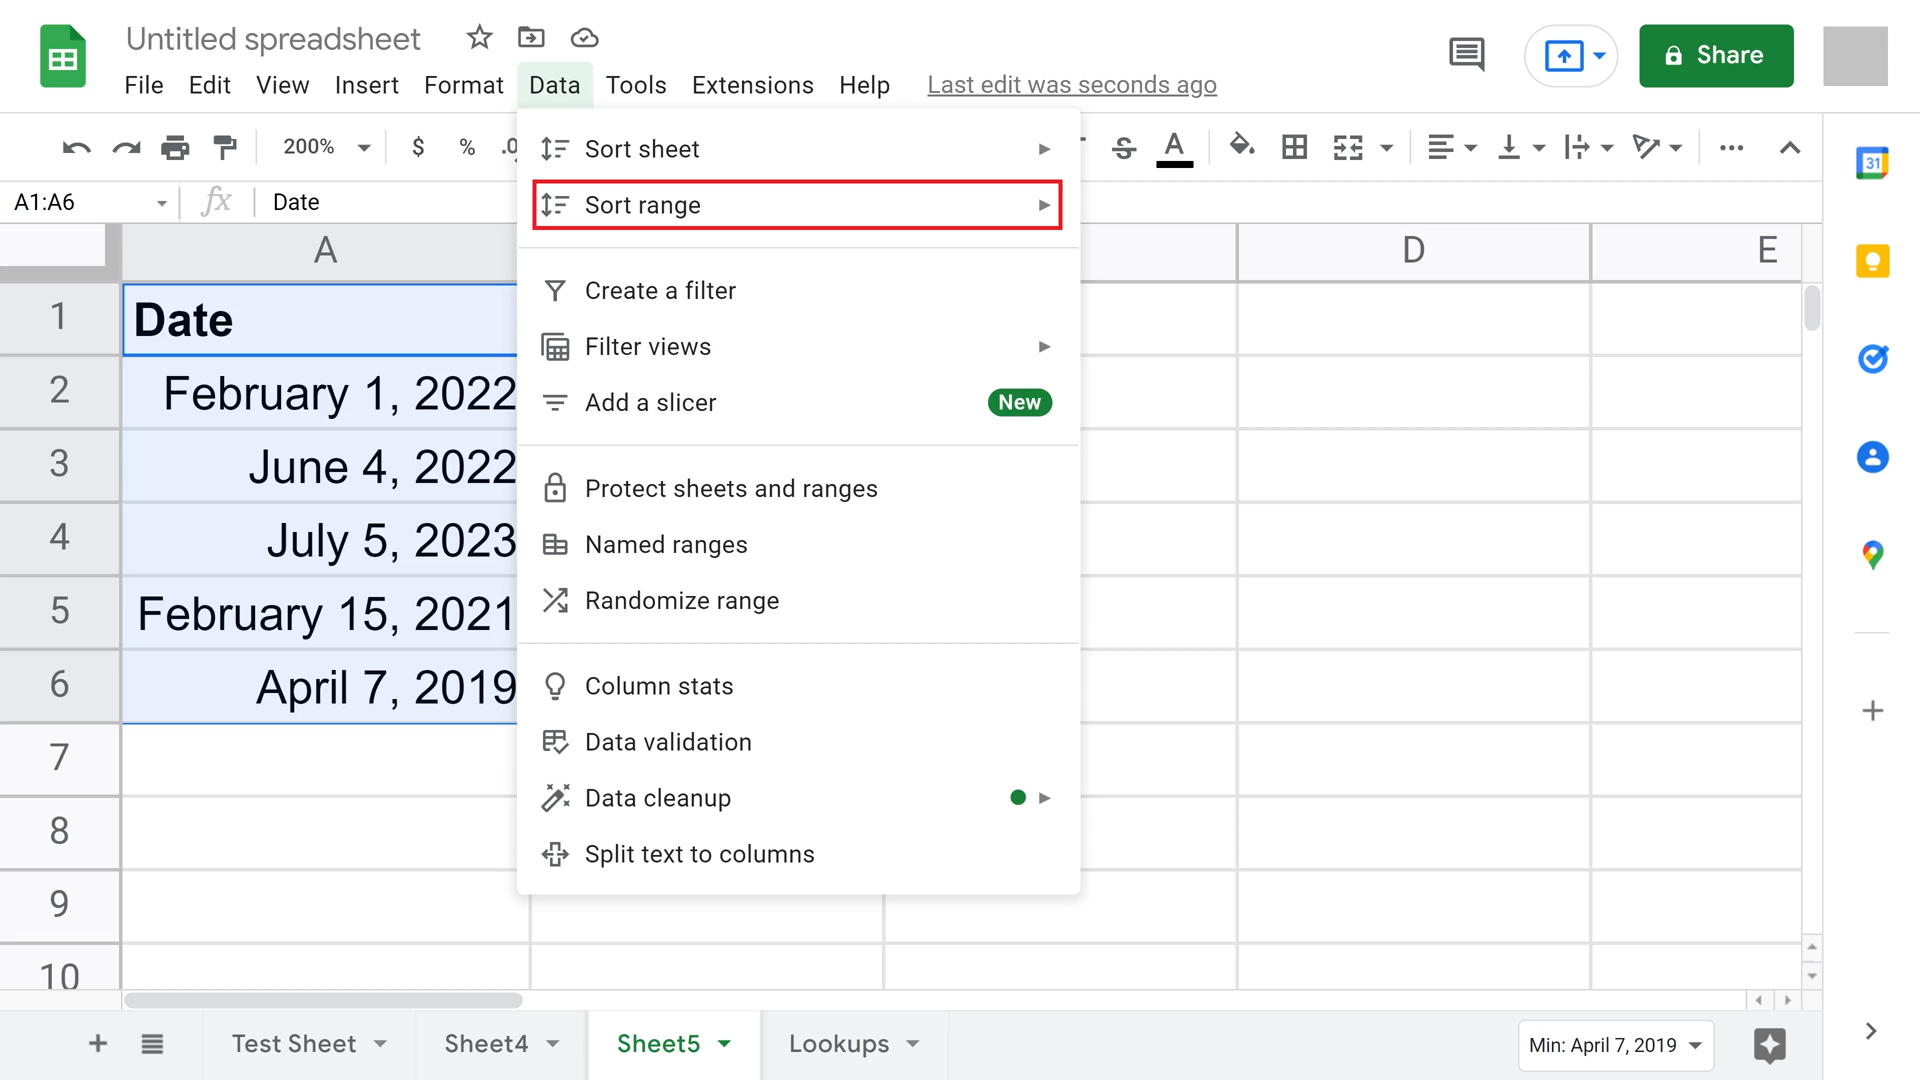 Untitled spreadsheet
File Edit View Insert Format Data Tools Extensions Help Last edit was seconds ago
Share
31
200% $ % .0
A
A1:A6 fx Date
A D E
1 Date
2 February 1, 2022
3 June 4, 2022
4 July 5, 2023
5 February 15, 2021
6 April 7, 2019
7
8
9
10
Sort sheet
Sort range
Create a filter
Filter views
Add a slicer New
Protect sheets and ranges
Named ranges
Randomize range
Column stats
Data validation
Data cleanup
Split text to columns
Test Sheet Sheet4 Sheet5 Lookups Min: April 7, 2019